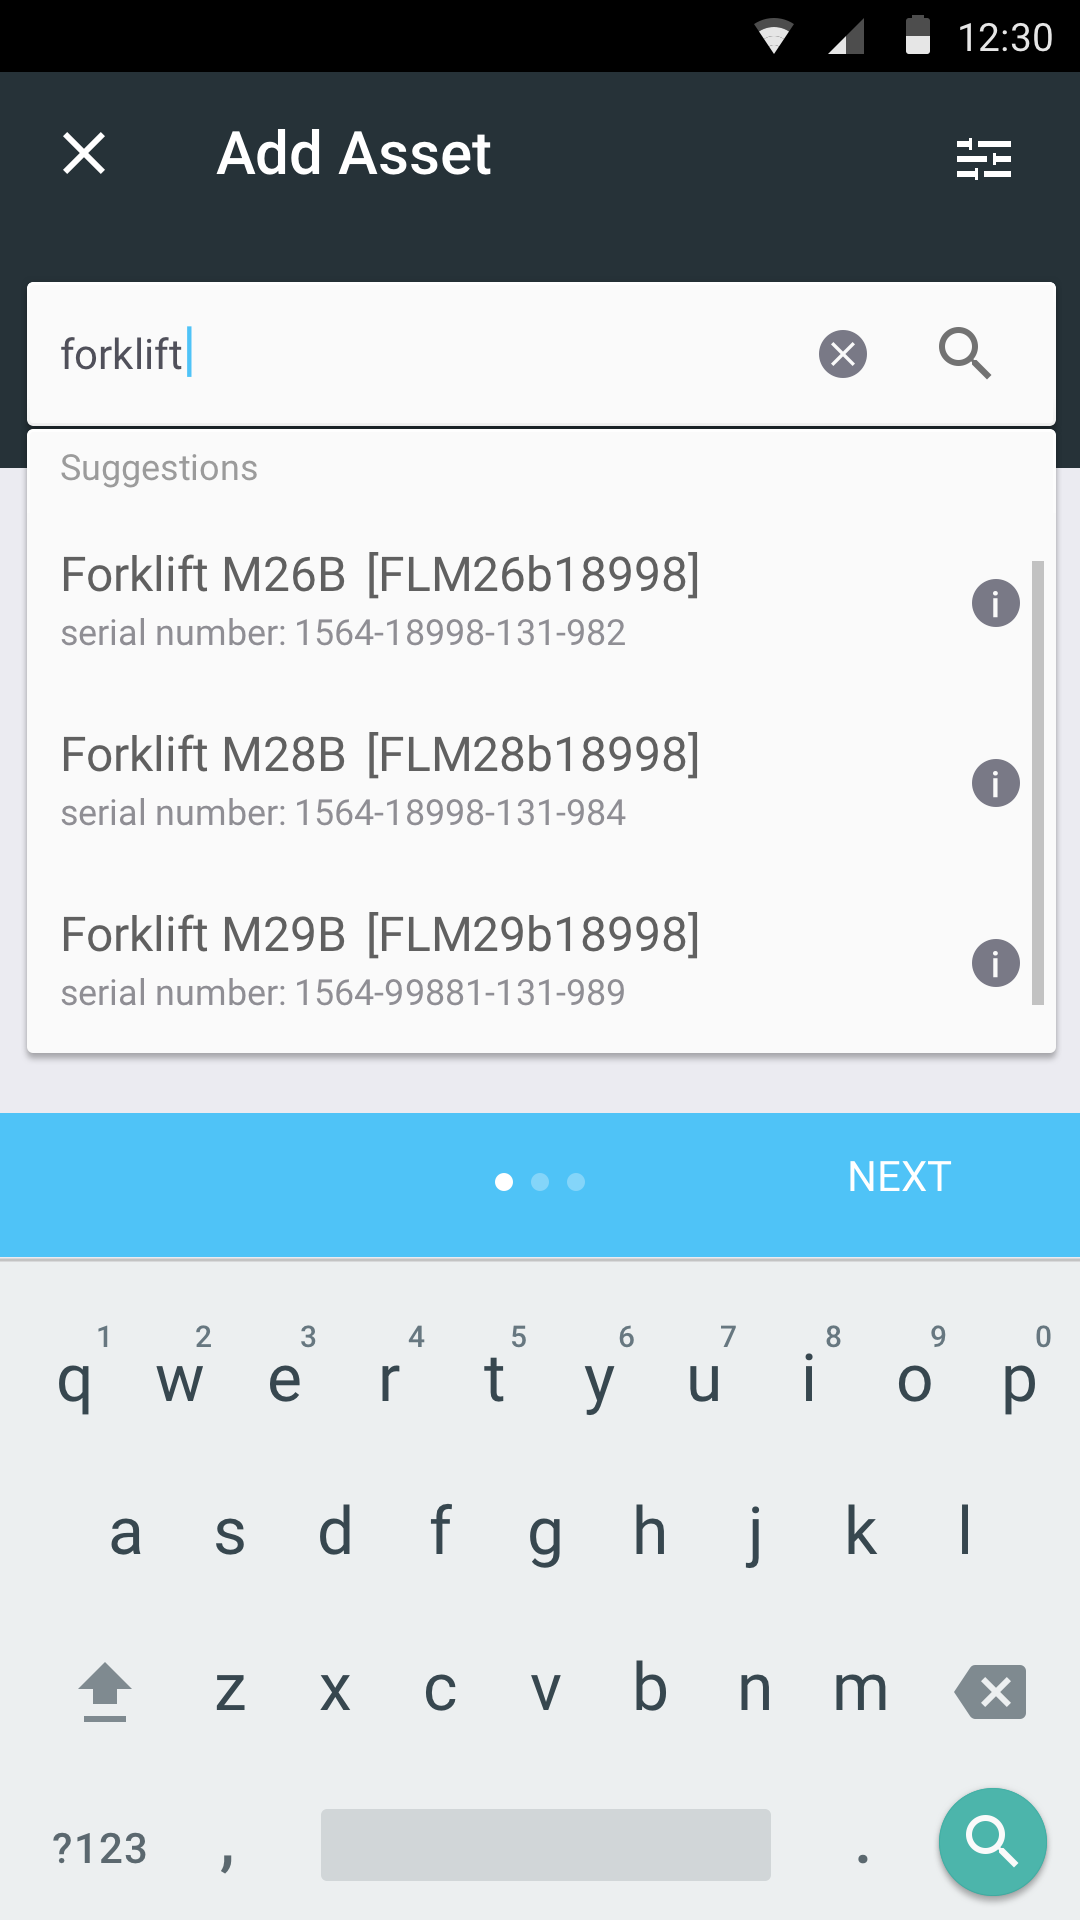 12:30
Add Asset
forklift
Suggestions
Forklift M26B [FLM26b18998]
serial number: 1564-18998-131-982
Forklift M28B [FLM28b18998]
serial number: 1564-18998-131-984
Forklift M29B [FLM29b18998]
serial number: 1564-99881-131-989
NEXT
1 2 3 4 5 6 7 8 9 0
q w e r t y u i o p
a s d f g h j k l
z x c v b n m
?123 , .